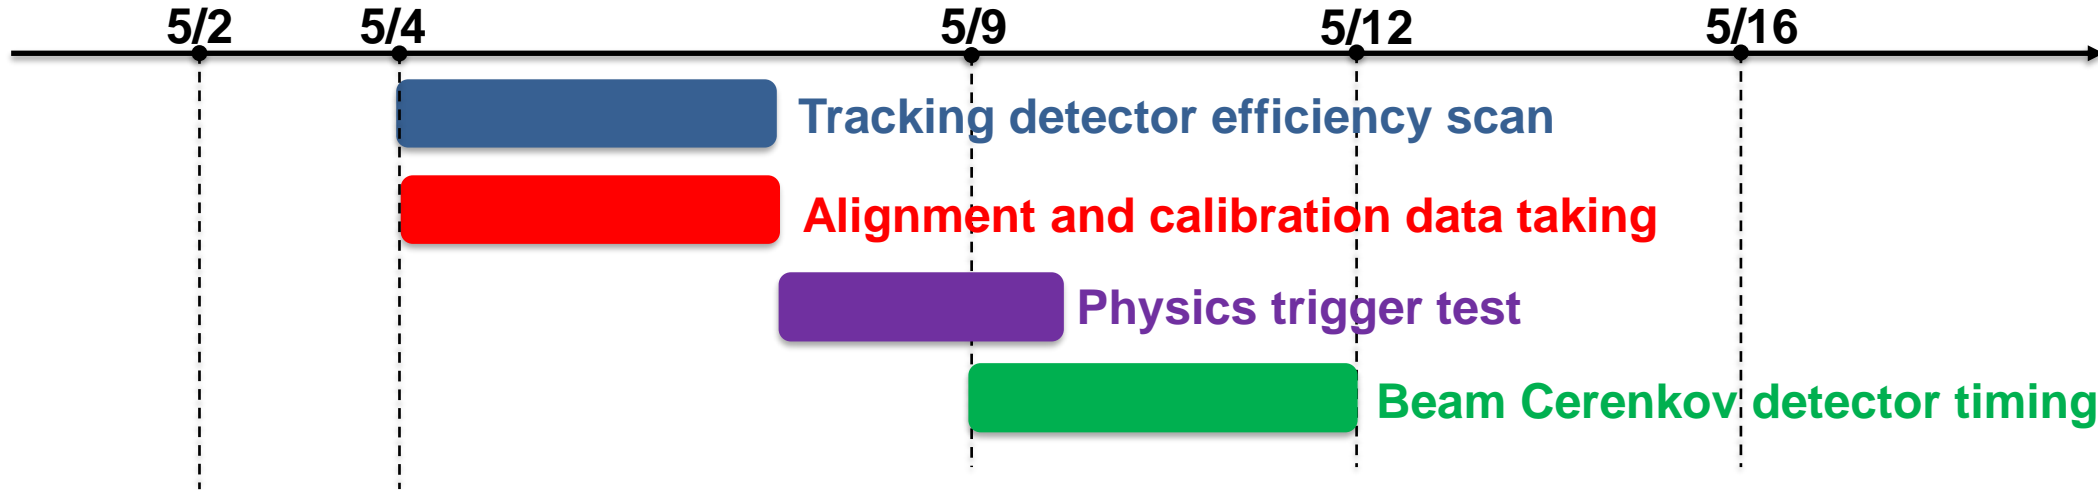 5/2 5/4 5/9 5/12 5/16
Tracking detector efficiency scan
Alignment and calibration data taking
Physics trigger test
Beam Cerenkov detector timing